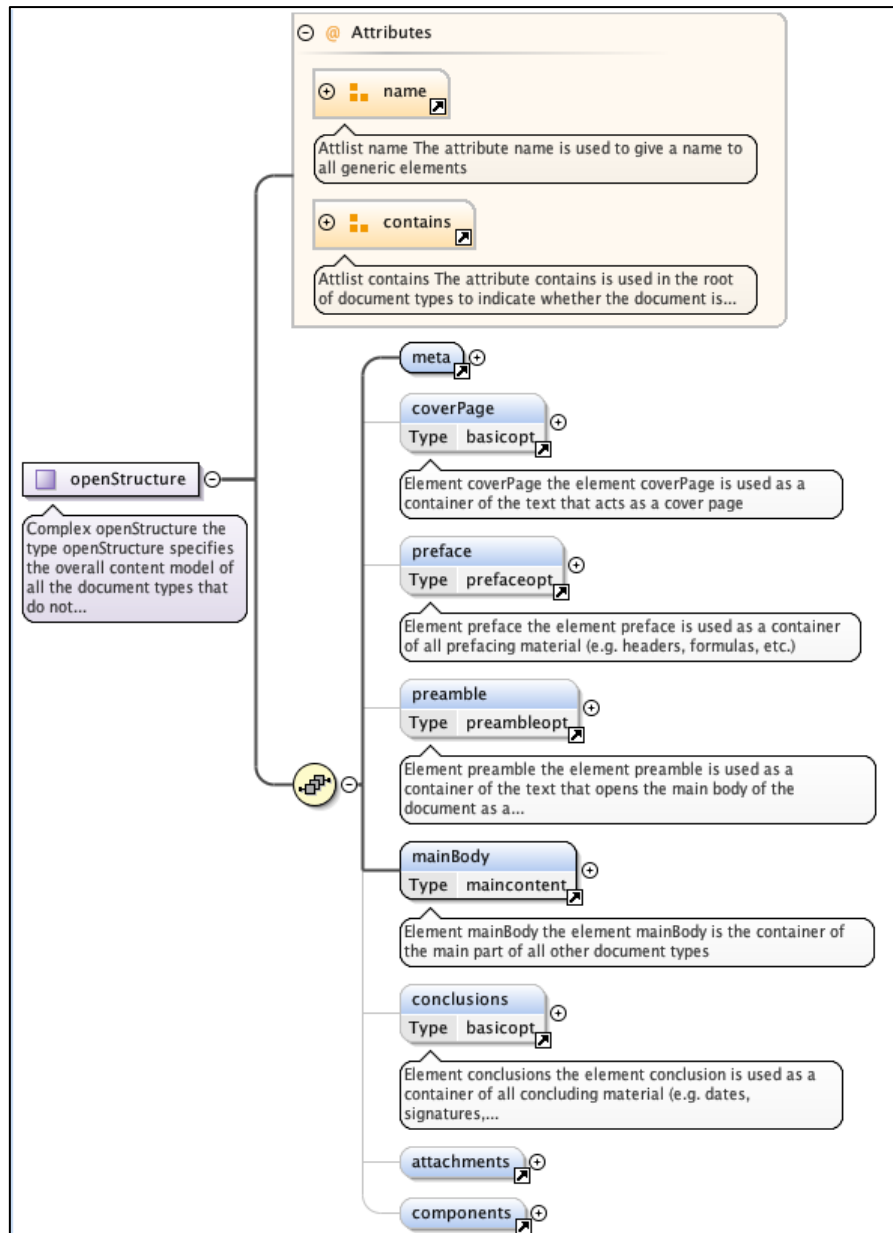 @ Attributes
name
Attlist name The attribute name is used to give a name to
all generic elements
contains
Attlist contains The attribute contains is used in the root
of document types to indicate whether the document is...
meta
coverPage
Type basicopt
Element coverPage the element coverPage is used as a
container of the text that acts as a cover page
openStructure
Complex openStructure the
type openStructure specifies
the overall content model of
all the document types that
do not...
preface
Type prefaceopt
Element preface the element preface is used as a container
of all prefacing material (e.g. headers, formulas, etc.)
preamble
Type preambleopt
Element preamble the element preamble is used as a
container of the text that opens the main body of the
document as a...
mainBody
Type maincontent
Element mainBody the element mainBody is the container of
the main part of all other document types
conclusions
Type basicopt
Element conclusions the element conclusion is used as a
container of all concluding material (e.g. dates,
signatures,...
attachments
components